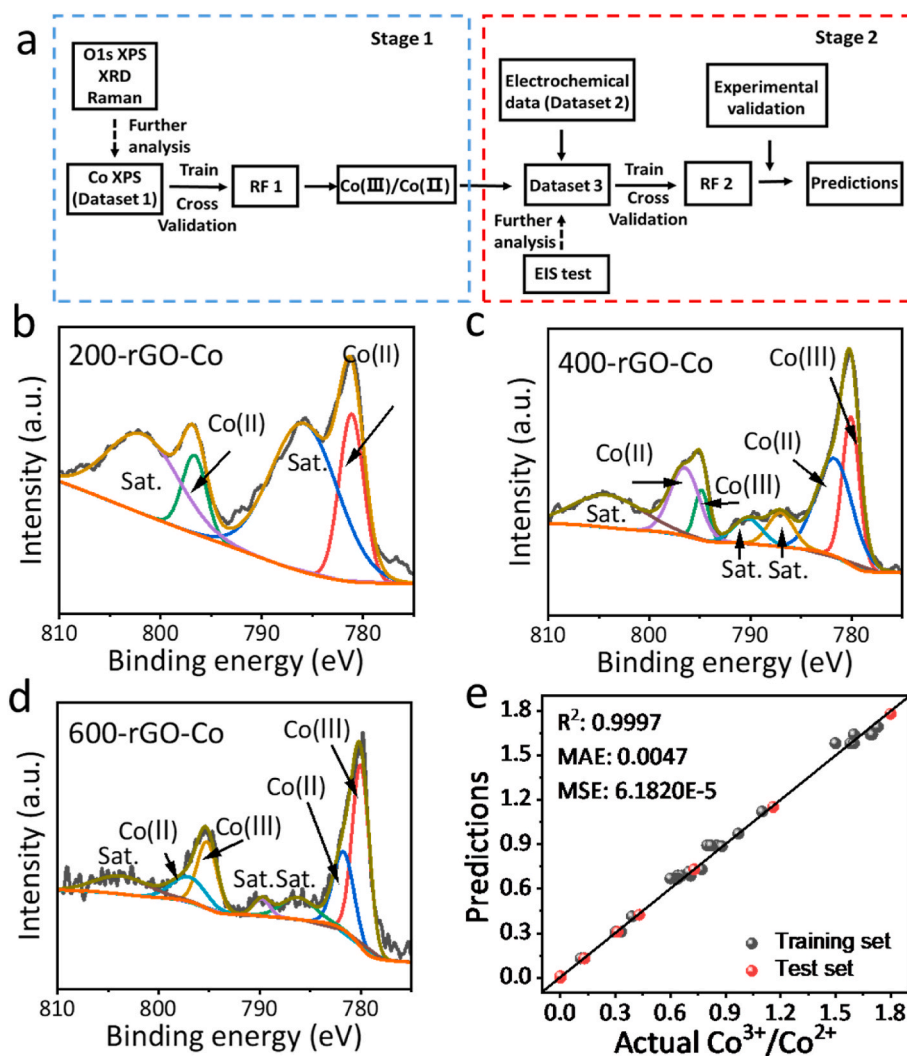 a
Stage 1
Stage 2
O1s XPS
XRD
Raman
Further
analysis
Co XPS
(Dataset 1)
Train
Cross
Validation
RF 1
Co(III)/Co(II)
Electrochemical
data (Dataset 2)
Experimental
validation
Dataset 3
Train
Cross
Validation
RF 2
Predictions
Further
analysis
EIS test
b
200-rGO-Co
Co(II)
Co(II)
Sat.
Sat.
Intensity (a.u.)
810 800 790 780
Binding energy (eV)
c
400-rGO-Co
Co(III)
Co(II)
Co(II)
Co(III)
Sat.
Sat.
Sat.
Intensity (a.u.)
810 800 790 780
Binding energy (eV)
d
600-rGO-Co
Co(III)
Co(II)
Co(II)
Co(III)
Sat.
Sat.
Sat.
Intensity (a.u.)
810 800 790 780
Binding energy (eV)
e
R²: 0.9997
MAE: 0.0047
MSE: 6.1820E-5
Training set
Test set
Predictions
1.8
1.5
1.2
0.9
0.6
0.3
0.0
0.0 0.3 0.6 0.9 1.2 1.5 1.8
Actual Co³⁺/Co²⁺